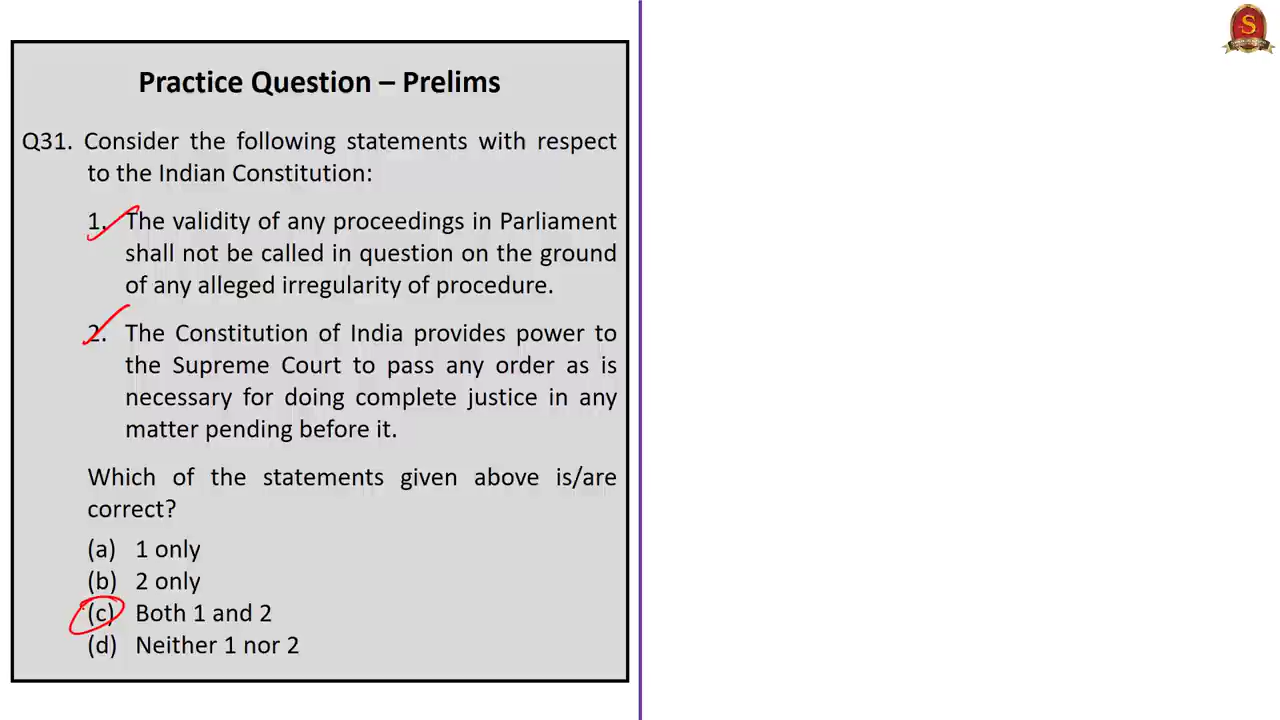 Practice Question – Prelims
Q31. Consider the following statements with respect
to the Indian Constitution:
1. The validity of any proceedings in Parliament
shall not be called in question on the ground
of any alleged irregularity of procedure.
2. The Constitution of India provides power to
the Supreme Court to pass any order as is
necessary for doing complete justice in any
matter pending before it.
Which of the statements given above is/are
correct?
(a) 1 only
(b) 2 only
(c) Both 1 and 2
(d) Neither 1 nor 2
S